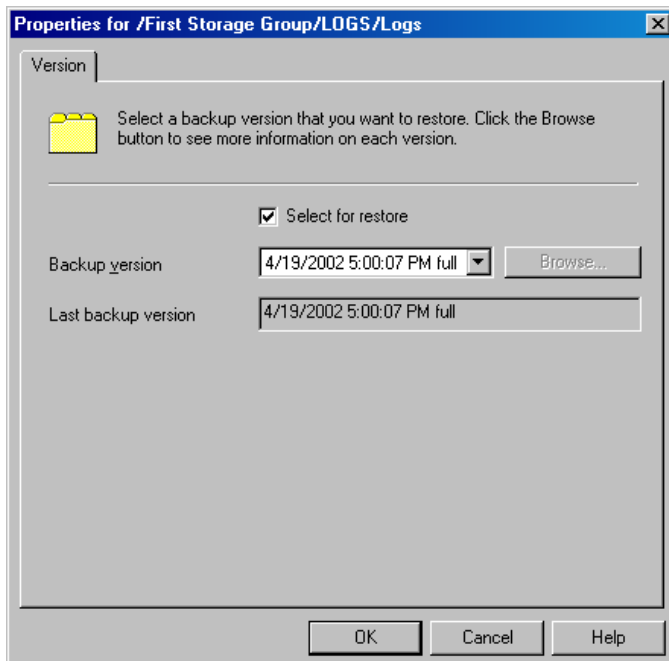 Properties for /First Storage Group/LOGS/Logs
Version
Select a backup version that you want to restore. Click the Browse
button to see more information on each version.
Select for restore
Backup version
4/19/2002 5:00:07 PM full
Browse...
Last backup version
4/19/2002 5:00:07 PM full
OK
Cancel
Help